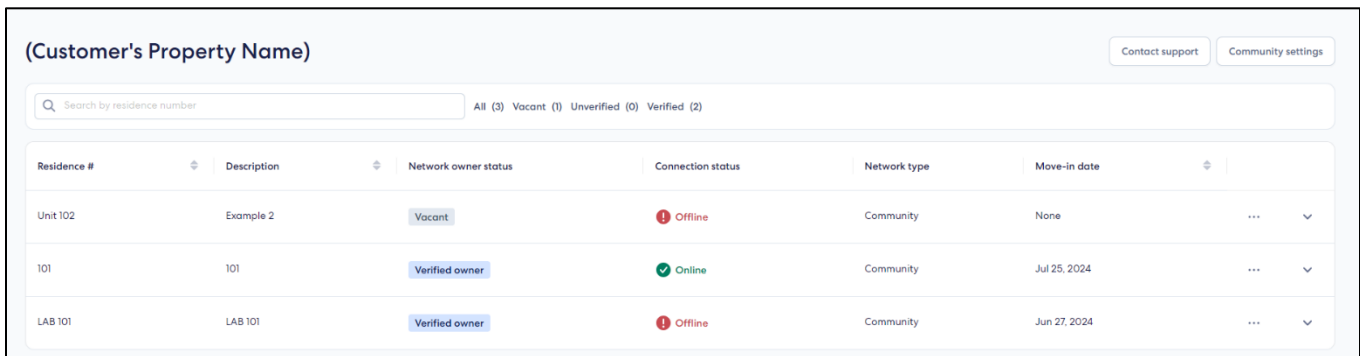 (Customer's Property Name)
Contact support
Community settings
Search by residence number
All (3) Vacant (1) Unverified (0) Verified (2)
Residence # Description Network owner status Connection status Network type Move-in date
Unit 102 Example 2 Vacant Offline Community None ...
101 101 Verified owner Online Community Jul 25, 2024 ...
LAB 101 LAB 101 Verified owner Offline Community Jun 27, 2024 ...